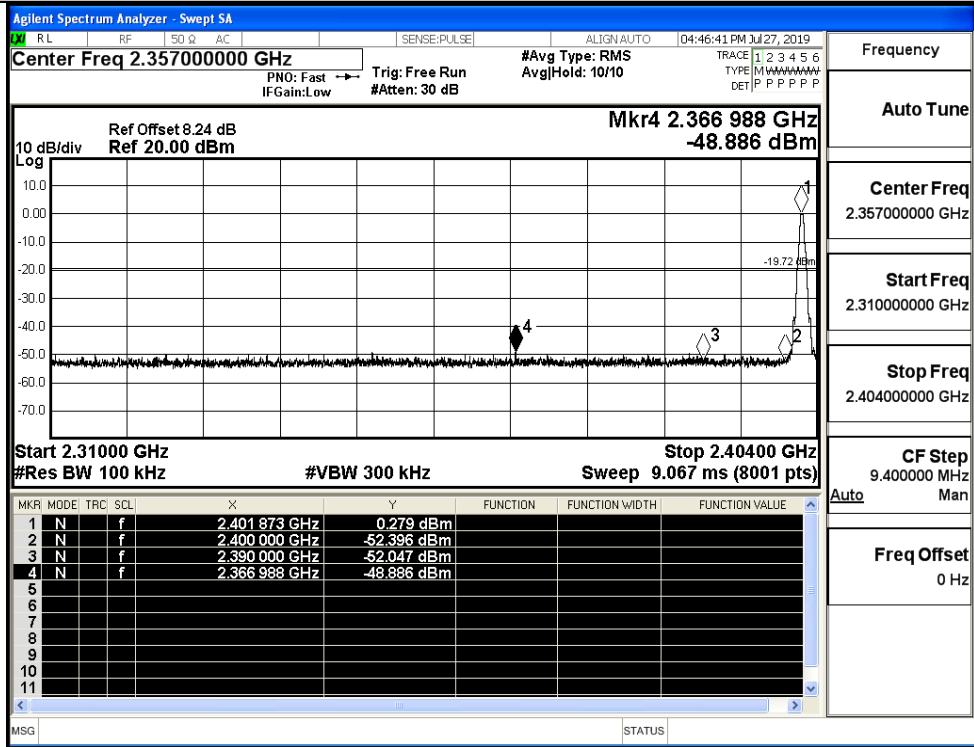 Agilent Spectrum Analyzer - Swept SA
LXI RL RF 50 Ω AC SENSE:PULSE ALIGN AUTO 04:46:41 PM Jul 27, 2019
Center Freq 2.357000000 GHz
PNO: Fast
IFGain:Low
Trig: Free Run
#Atten: 30 dB
#Avg Type: RMS
Avg|Hold: 10/10
TRACE 1 2 3 4 5 6
TYPE M W W W W W
DET P P P P P P
Mkr4 2.366 988 GHz
-48.886 dBm
Ref Offset 8.24 dB
10 dB/div Ref 20.00 dBm
Log
10.0
0.00
-10.0
-20.0
-30.0
-40.0
-50.0
-60.0
-70.0
1
-19.72 dBm
4
3
2
Start 2.31000 GHz Stop 2.40400 GHz
#Res BW 100 kHz #VBW 300 kHz Sweep 9.067 ms (8001 pts)
MKR MODE TRC SCL X Y FUNCTION FUNCTION WIDTH FUNCTION VALUE
1 N f 2.401 873 GHz 0.279 dBm
2 N f 2.400 000 GHz -52.396 dBm
3 N f 2.390 000 GHz -52.047 dBm
4 N f 2.366 988 GHz -48.886 dBm
5
6
7
8
9
10
11
MSG STATUS
Frequency
Auto Tune
Center Freq
2.357000000 GHz
Start Freq
2.310000000 GHz
Stop Freq
2.404000000 GHz
CF Step
9.400000 MHz
Auto Man
Freq Offset
0 Hz